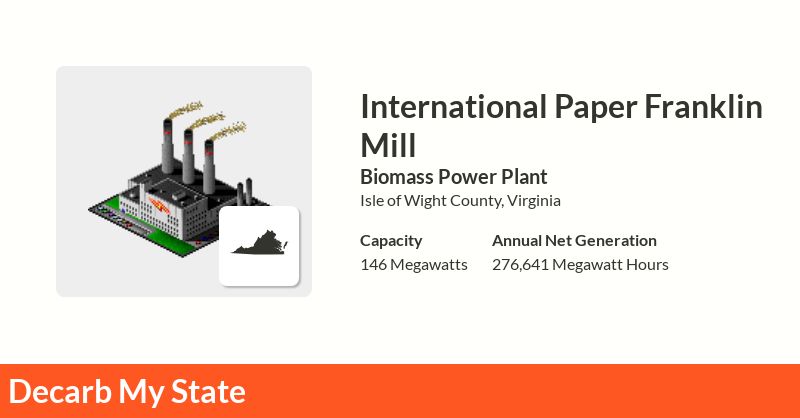 International Paper Franklin
Mill
Biomass Power Plant
Isle of Wight County, Virginia
Capacity
Annual Net Generation
146 Megawatts
276,641 Megawatt Hours
Decarb My State